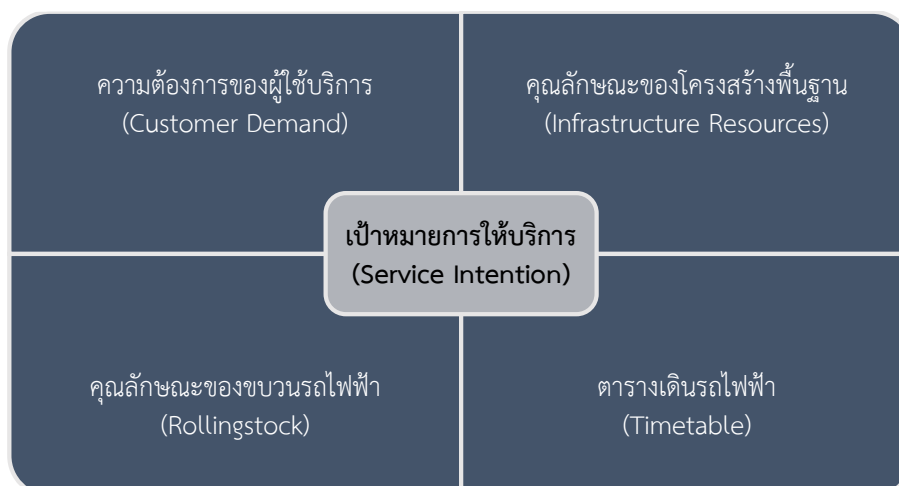 ความต้องการของผู้ใช้บริการ
(Customer Demand)
คุณลักษณะของโครงสร้างพื้นฐาน
(Infrastructure Resources)
เป้าหมายการให้บริการ
(Service Intention)
คุณลักษณะของขบวนรถไฟฟ้า
(Rollingstock)
ตารางเดินรถไฟฟ้า
(Timetable)